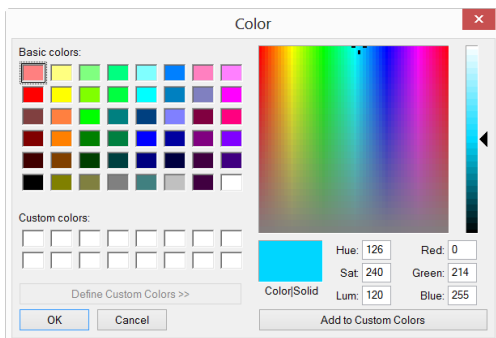 Color
Basic colors:
Custom colors:
Define Custom Colors >>
OK Cancel
Color|Solid
Hue: 126 Red: 0
Sat: 240 Green: 214
Lum: 120 Blue: 255
Add to Custom Colors